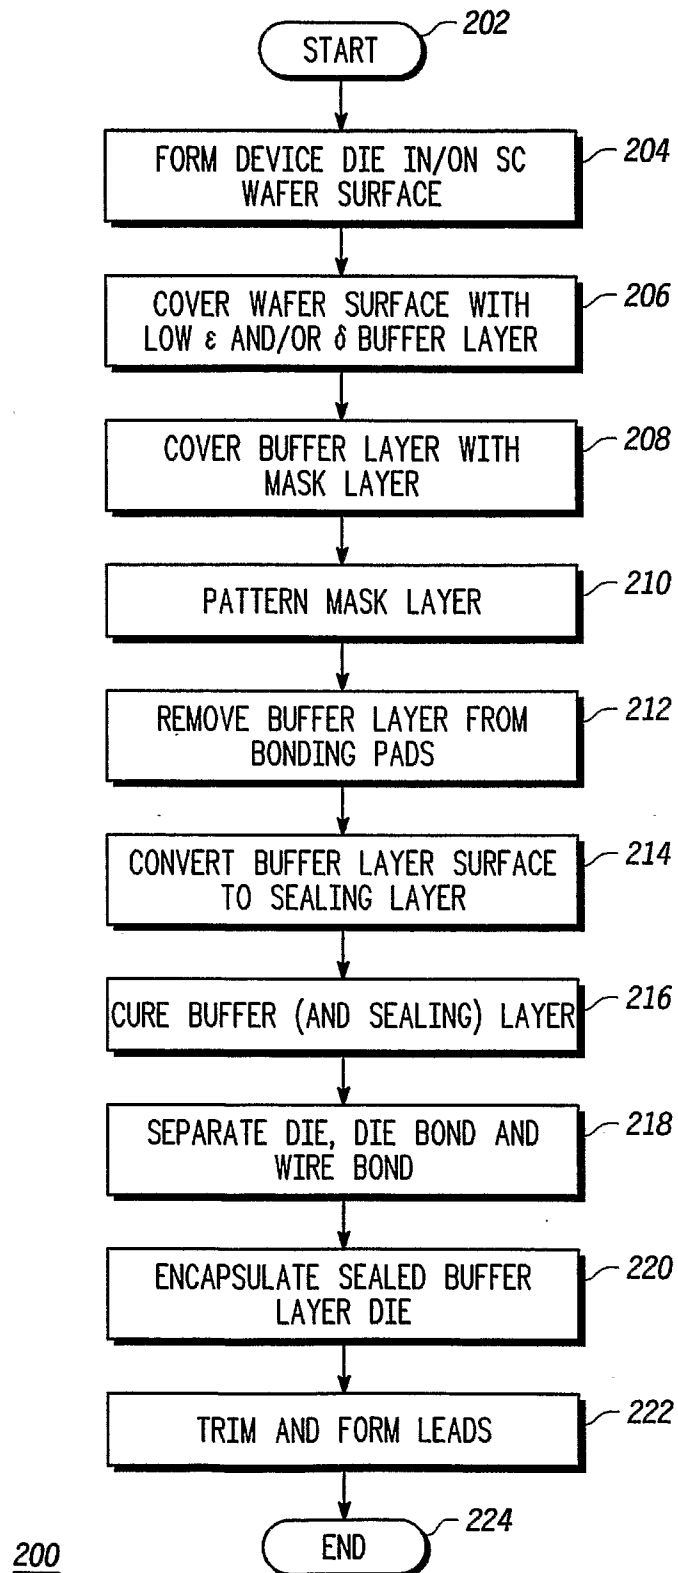 202
START
204
FORM DEVICE DIE IN/ON SC
WAFER SURFACE
206
COVER WAFER SURFACE WITH
LOW ε AND/OR δ BUFFER LAYER
208
COVER BUFFER LAYER WITH
MASK LAYER
210
PATTERN MASK LAYER
212
REMOVE BUFFER LAYER FROM
BONDING PADS
214
CONVERT BUFFER LAYER SURFACE
TO SEALING LAYER
216
CURE BUFFER (AND SEALING) LAYER
218
SEPARATE DIE, DIE BOND AND
WIRE BOND
220
ENCAPSULATE SEALED BUFFER
LAYER DIE
222
TRIM AND FORM LEADS
224
END
200